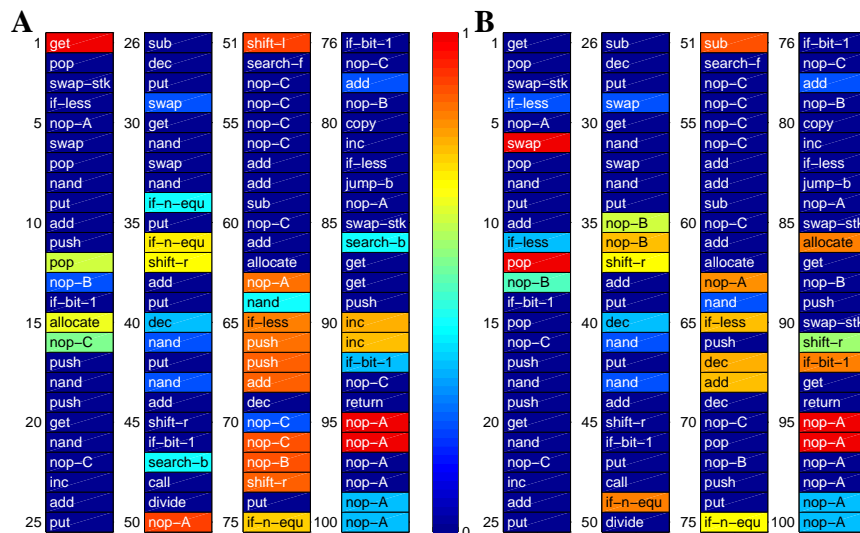 A
1 get
pop
swap−stk
if−less
5 nop−A
swap
pop
nand
put
10 add
push
pop
nop−B
if−bit−1
15 allocate
nop−C
push
nand
push
20 get
nand
nop−C
inc
add
25 put
26 sub
dec
put
swap
30 get
nand
swap
nand
if−n−equ
35 put
if−n−equ
shift−r
add
put
40 dec
nand
put
nand
add
45 shift−r
if−bit−1
search−b
call
divide
50 nop−A
51 shift−l
search−f
nop−C
nop−C
55 nop−C
nop−C
add
add
sub
60 nop−C
add
allocate
nop−A
nand
65 if−less
push
push
add
dec
70 nop−C
nop−C
nop−B
shift−r
put
75 if−n−equ
76 if−bit−1
nop−C
add
nop−B
80 copy
inc
if−less
jump−b
nop−A
85 swap−stk
search−b
get
get
push
90 inc
inc
if−bit−1
nop−C
return
95 nop−A
nop−A
nop−A
nop−A
nop−A
100 nop−A
1
0
B
1 get
pop
swap−stk
if−less
5 nop−A
swap
pop
nand
put
10 add
if−less
pop
nop−B
if−bit−1
15 pop
nop−C
push
nand
push
20 get
nand
nop−C
inc
add
25 put
26 sub
dec
put
swap
30 get
nand
swap
nand
put
35 nop−B
nop−B
shift−r
add
put
40 dec
nand
put
nand
add
45 shift−r
if−bit−1
put
call
if−n−equ
50 divide
51 sub
search−f
nop−C
nop−C
55 nop−C
nop−C
add
add
sub
60 nop−C
add
allocate
nop−A
nand
65 if−less
push
dec
add
dec
70 nop−C
pop
nop−B
push
put
75 if−n−equ
76 if−bit−1
nop−C
add
nop−B
80 copy
inc
if−less
jump−b
nop−A
85 swap−stk
allocate
get
nop−B
push
90 swap−stk
shift−r
if−bit−1
get
return
95 nop−A
nop−A
nop−A
nop−A
nop−A
100 nop−A